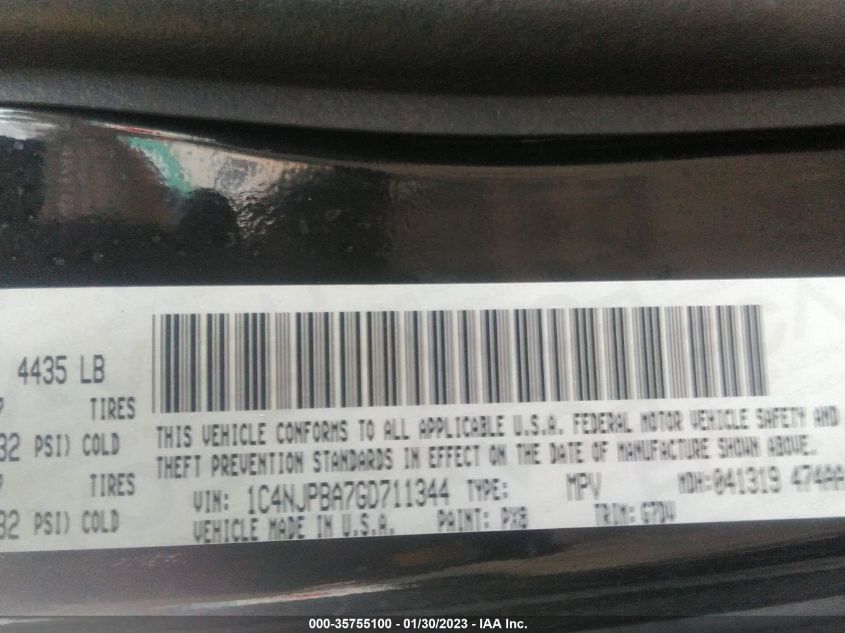 4435 LB
TIRES
THIS VEHICLE CONFORMS TO ALL APPLICABLE U.S.A. FEDERAL MOTOR VEHICLE SAFETY AND
32 PSI) COLD
THEFT PREVENTION STANDARDS IN EFFECT ON THE DATE OF MANUFACTURE SHOWN ABOVE.
TIRES
VIN: 1C4NJPBA7GD711344 TYPE: MPV MDH: 041319 474AA
32 PSI) COLD
VEHICLE MADE IN U.S.A. PAINT: PX8 TRIM: G7DV
000-35755100 - 01/30/2023 - IAA Inc.